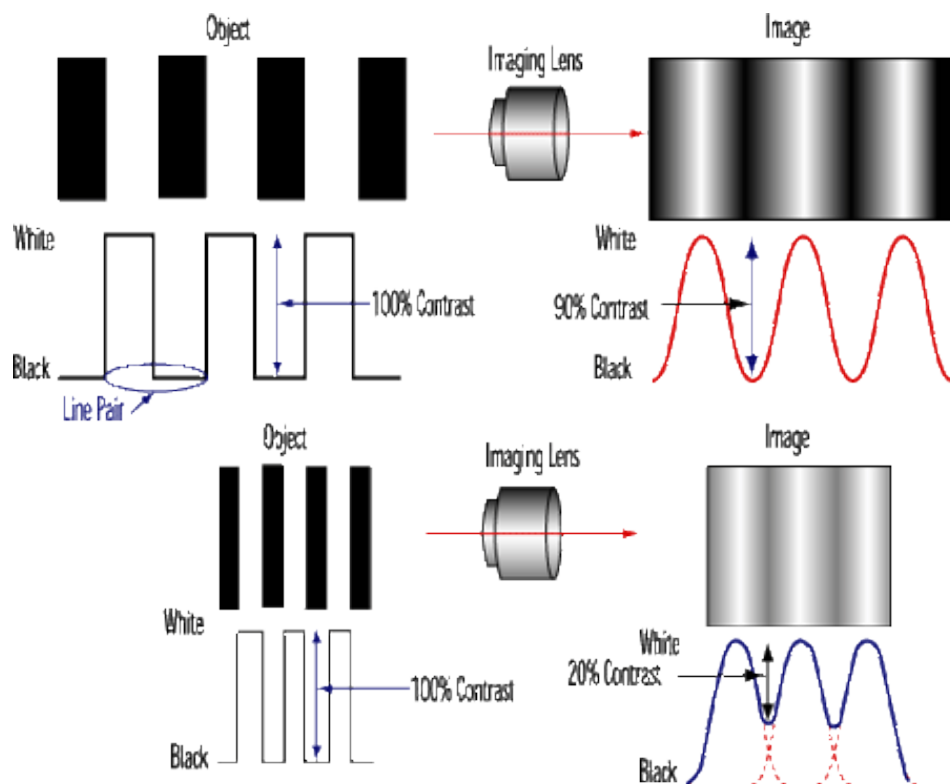 Object
Imaging Lens
Image
White
100% Contrast
Black
Line Pair
White
90% Contrast
Black
Object
Imaging Lens
Image
White
100% Contrast
Black
White
20% Contrast
Black